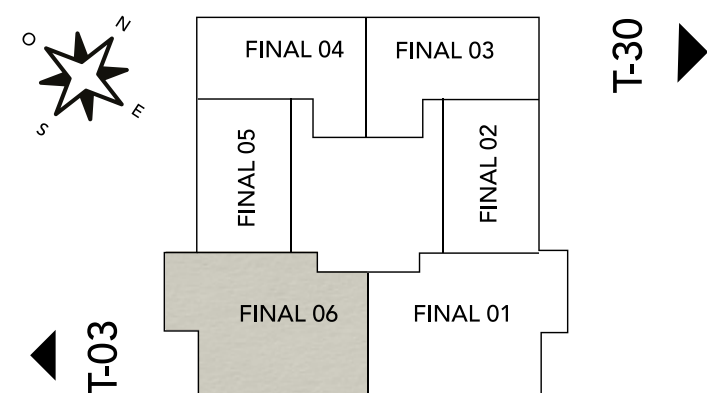 N
O
E
S
FINAL 04
FINAL 03
T-30
FINAL 05
FINAL 02
FINAL 06
FINAL 01
T-03